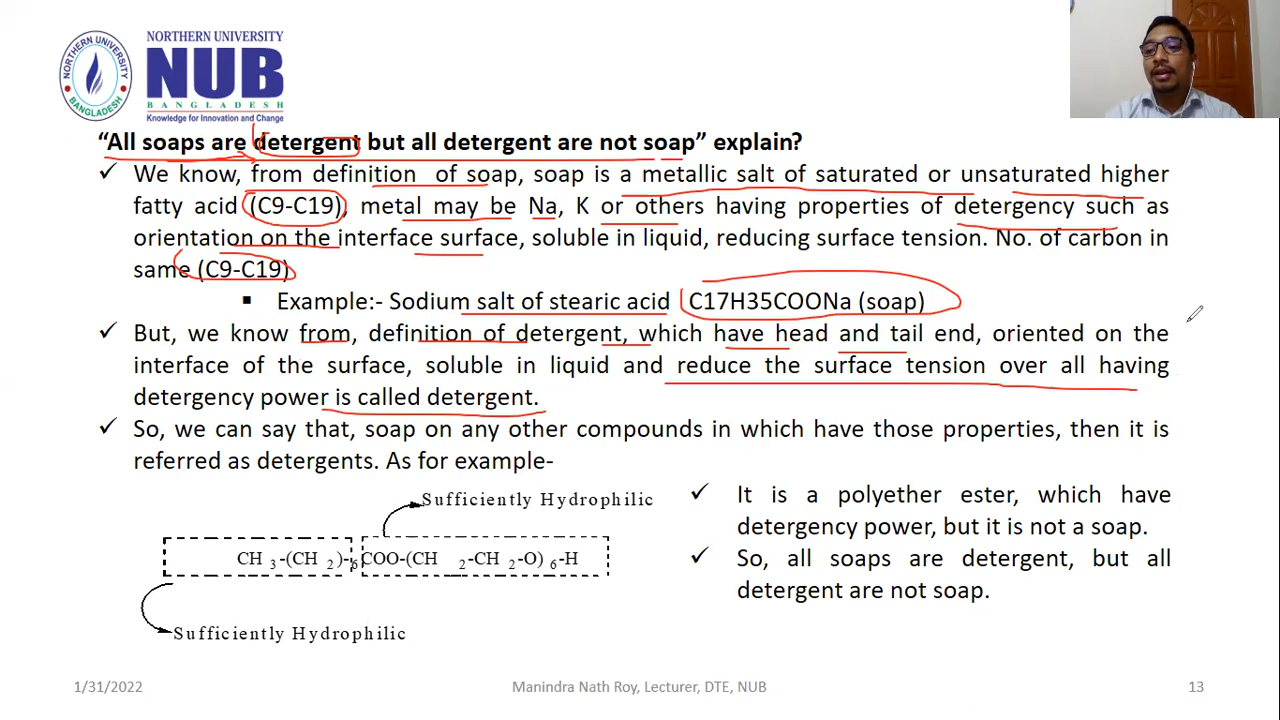 NORTHERN UNIVERSITY
NUB
BANGLADESH
Knowledge for Innovation and Change
NORTHERN UNIVERSITY
BANGLADESH
“All soaps are detergent but all detergent are not soap” explain?
✓ We know, from definition of soap, soap is a metallic salt of saturated or unsaturated higher
fatty acid (C9-C19), metal may be Na, K or others having properties of detergency such as
orientation on the interface surface, soluble in liquid, reducing surface tension. No. of carbon in
same (C9-C19)
▪ Example:- Sodium salt of stearic acid C17H35COONa (soap)
✓ But, we know from, definition of detergent, which have head and tail end, oriented on the
interface of the surface, soluble in liquid and reduce the surface tension over all having
detergency power is called detergent.
✓ So, we can say that, soap on any other compounds in which have those properties, then it is
referred as detergents. As for example-
Sufficiently Hydrophilic
CH 3-(CH 2)-6COO-(CH 2-CH 2-O) 6-H
Sufficiently Hydrophilic
✓ It is a polyether ester, which have
detergency power, but it is not a soap.
✓ So, all soaps are detergent, but all
detergent are not soap.
1/31/2022
Manindra Nath Roy, Lecturer, DTE, NUB
13